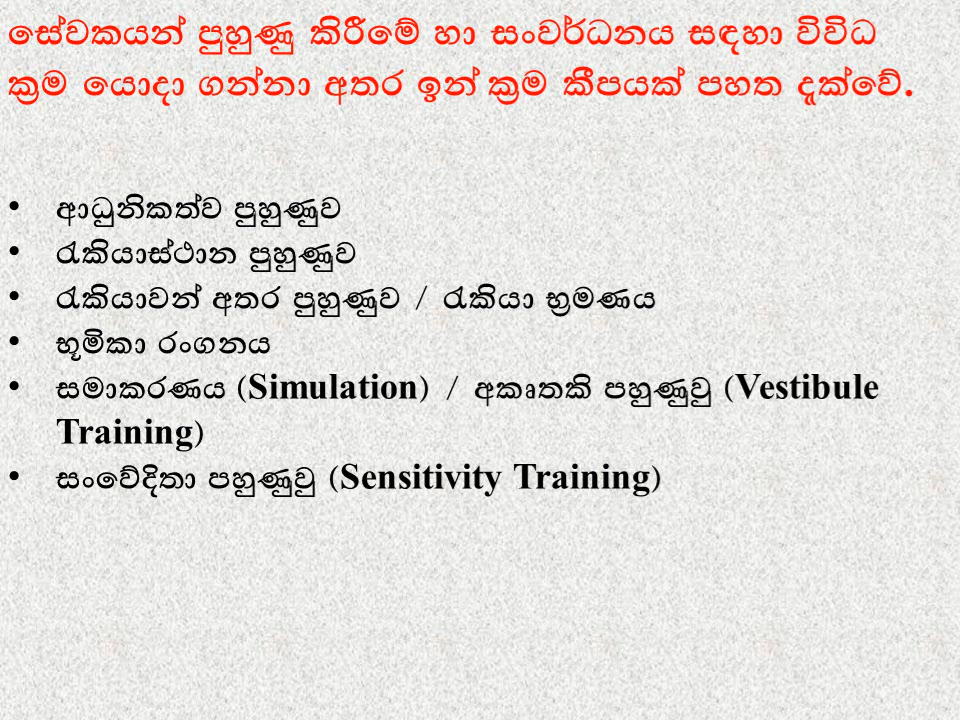 සේවකයන් පුහුණු කිරීමේ හා සංවර්ධනය සඳහා විවිධ
ක්‍රම යොදා ගන්නා අතර ඉන් ක්‍රම කීපයක් පහත දැක්වේ.
• ආධුනිකත්ව පුහුණුව
• රැකියාස්ථාන පුහුණුව
• රැකියාවන් අතර පුහුණුව / රැකියා භ්‍රමණය
• භූමිකා රංගනය
• සමාකරණය (Simulation) / අකෘතකි පහුණුවු (Vestibule
Training)
• සංවේදිතා පහුණුවු (Sensitivity Training)